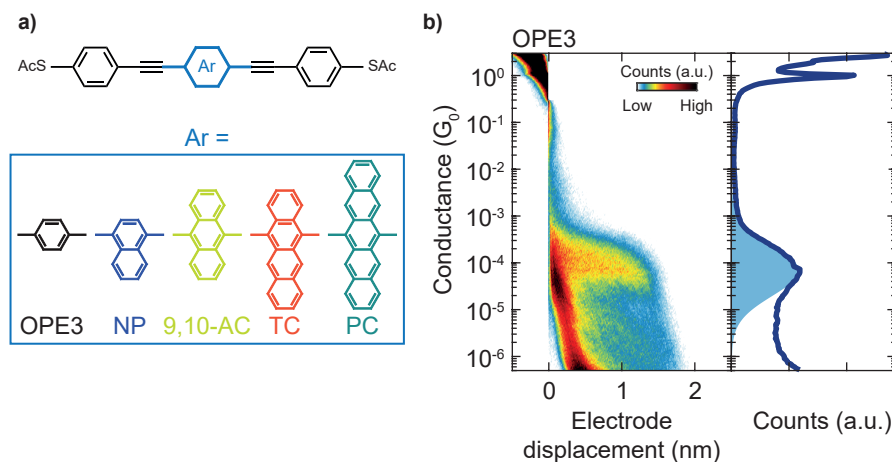 a)
AcS
Ar
SAc
Ar =
OPE3 NP 9,10-AC TC PC
b)
OPE3
Counts (a.u.)
Low High
Conductance (G0)
10^0
10^-1
10^-2
10^-3
10^-4
10^-5
10^-6
0 1 2
Electrode
displacement (nm)
Counts (a.u.)